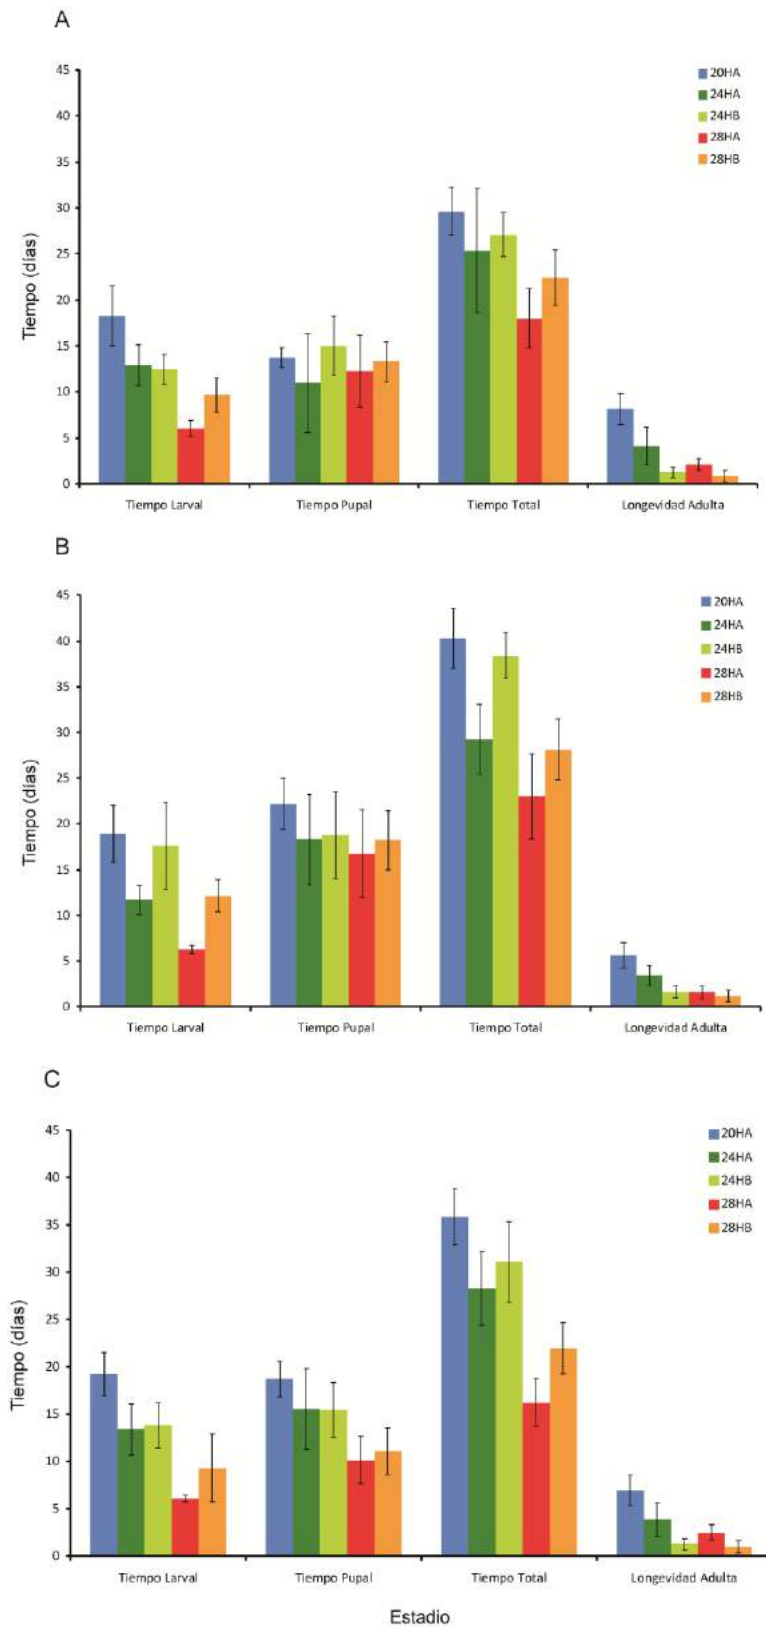 A
45
40
35
30
25
20
15
10
5
0
Tiempo (días)
20HA
24HA
24HB
28HA
28HB
Tiempo Larval Tiempo Pupal Tiempo Total Longevidad Adulta
B
45
40
35
30
25
20
15
10
5
0
Tiempo (días)
20HA
24HA
24HB
28HA
28HB
Tiempo Larval Tiempo Pupal Tiempo Total Longevidad Adulta
C
45
40
35
30
25
20
15
10
5
0
Tiempo (días)
20HA
24HA
24HB
28HA
28HB
Tiempo Larval Tiempo Pupal Tiempo Total Longevidad Adulta
Estadio